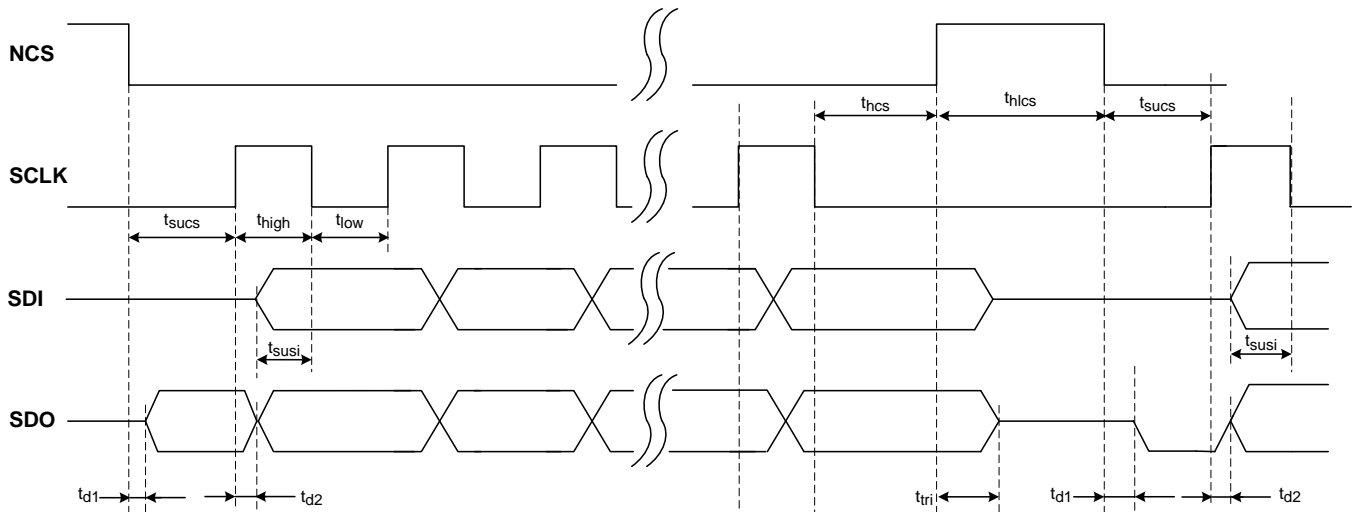 NCS
thcs
thlcs
tsucs
SCLK
tsucs
thigh
tlow
SDI
tsusi
tsusi
SDO
td1
td2
ttri
td1
td2